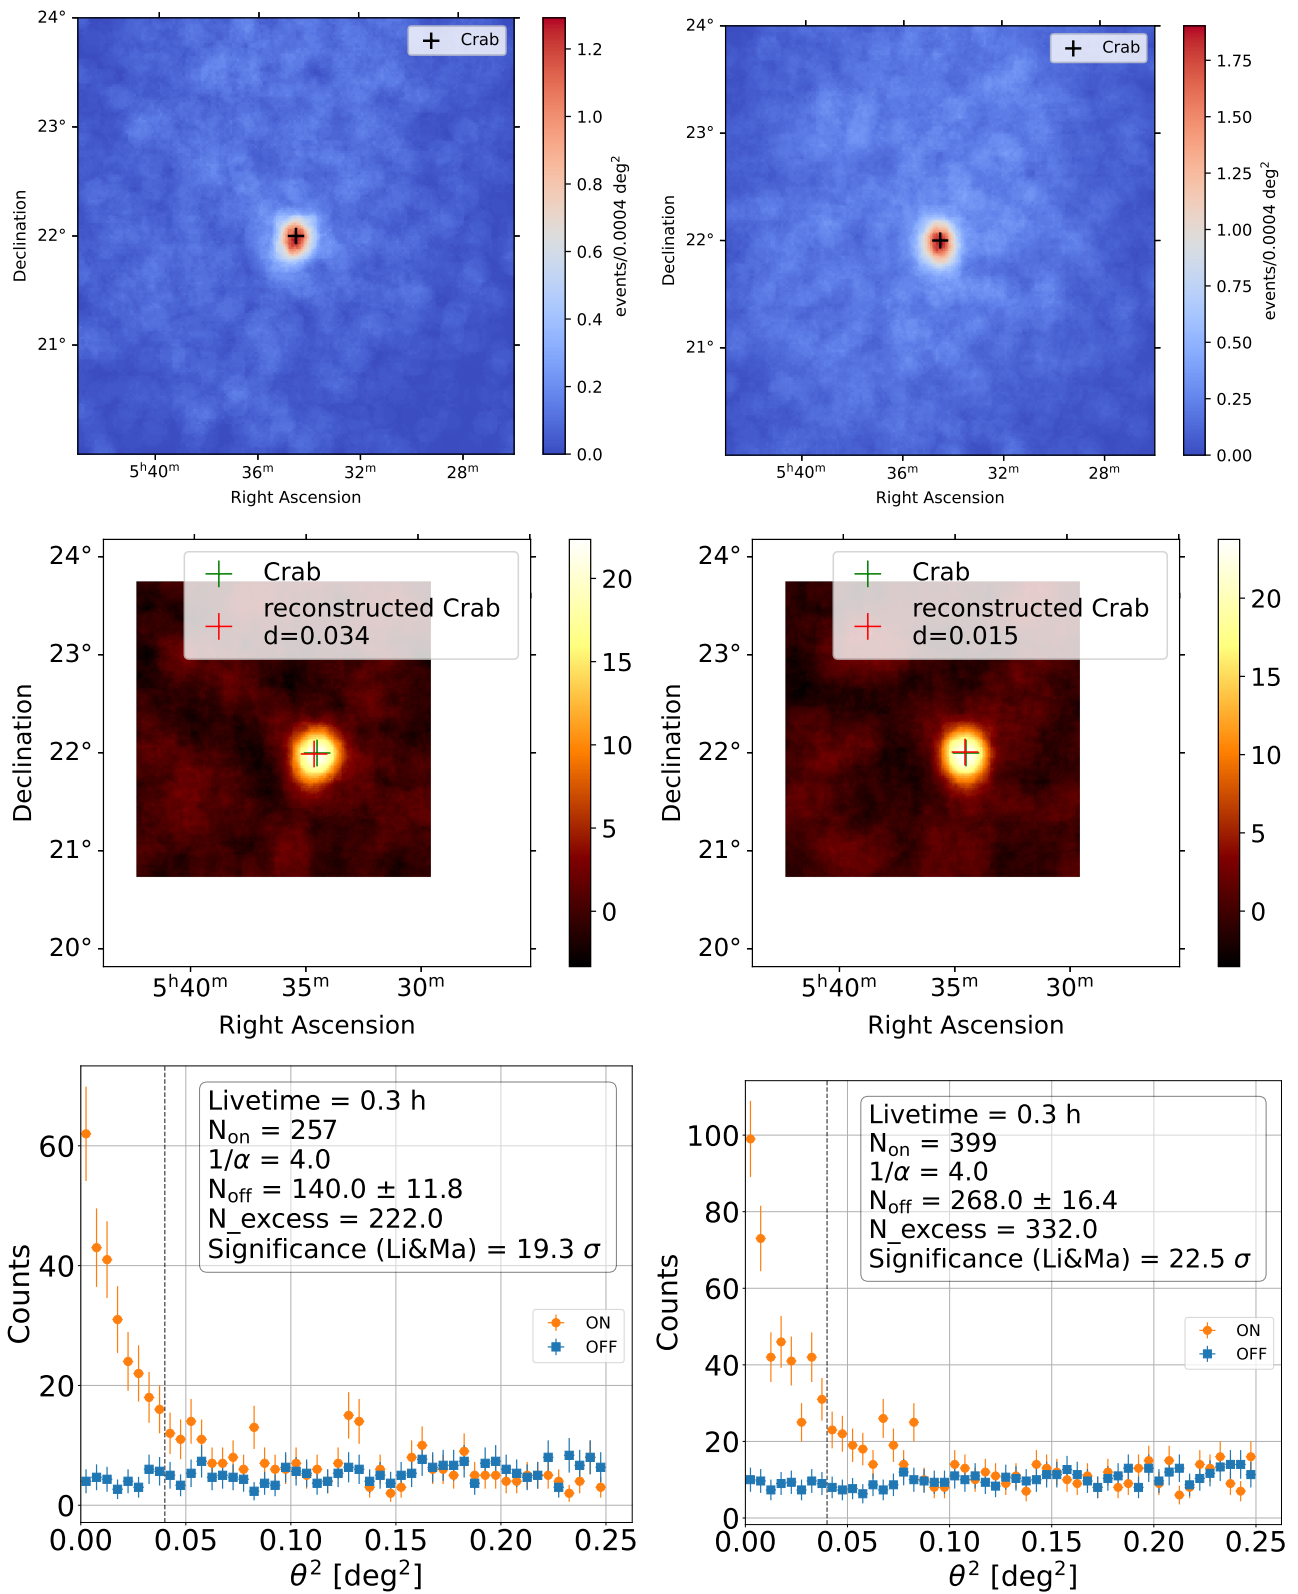 24°
23°
22°
21°
Declination
5ʰ40ᵐ
36ᵐ
32ᵐ
28ᵐ
Right Ascension
Crab
1.2
1.0
0.8
0.6
0.4
0.2
0.0
events/0.0004 deg²
24°
23°
22°
21°
Declination
5ʰ40ᵐ
36ᵐ
32ᵐ
28ᵐ
Right Ascension
Crab
1.75
1.50
1.25
1.00
0.75
0.50
0.25
0.00
events/0.0004 deg²
24°
23°
22°
21°
20°
Declination
5ʰ40ᵐ
35ᵐ
30ᵐ
Right Ascension
Crab
reconstructed Crab
d=0.034
20
15
10
5
0
24°
23°
22°
21°
20°
Declination
5ʰ40ᵐ
35ᵐ
30ᵐ
Right Ascension
Crab
reconstructed Crab
d=0.015
20
15
10
5
0
Livetime = 0.3 h
Nₒₙ = 257
1/α = 4.0
N_off = 140.0 ± 11.8
N_excess = 222.0
Significance (Li&Ma) = 19.3 σ
ON
OFF
60
40
20
0
Counts
0.00
0.05
0.10
0.15
0.20
0.25
θ² [deg²]
Livetime = 0.3 h
Nₒₙ = 399
1/α = 4.0
N_off = 268.0 ± 16.4
N_excess = 332.0
Significance (Li&Ma) = 22.5 σ
ON
OFF
100
80
60
40
20
0
Counts
0.00
0.05
0.10
0.15
0.20
0.25
θ² [deg²]